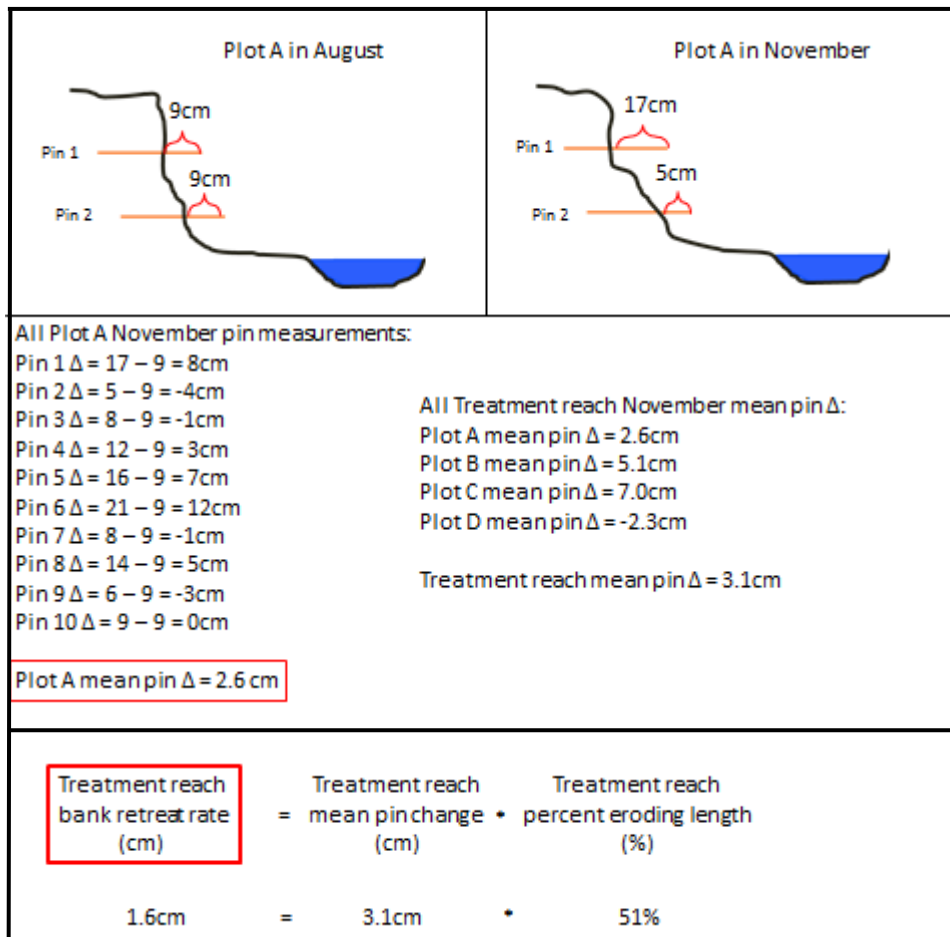 Plot A in August
9cm
Pin 1
9cm
Pin 2
Plot A in November
17cm
Pin 1
5cm
Pin 2
All Plot A November pin measurements:
Pin 1 Δ = 17 – 9 = 8cm
Pin 2 Δ = 5 – 9 = -4cm
Pin 3 Δ = 8 – 9 = -1cm
Pin 4 Δ = 12 – 9 = 3cm
Pin 5 Δ = 16 – 9 = 7cm
Pin 6 Δ = 21 – 9 = 12cm
Pin 7 Δ = 8 – 9 = -1cm
Pin 8 Δ = 14 – 9 = 5cm
Pin 9 Δ = 6 – 9 = -3cm
Pin 10 Δ = 9 – 9 = 0cm
Plot A mean pin Δ = 2.6 cm
All Treatment reach November mean pin Δ:
Plot A mean pin Δ = 2.6cm
Plot B mean pin Δ = 5.1cm
Plot C mean pin Δ = 7.0cm
Plot D mean pin Δ = -2.3cm
Treatment reach mean pin Δ = 3.1cm
Treatment reach Treatment reach Treatment reach
bank retreat rate = mean pin change * percent eroding length
(cm) (cm) (%)
1.6cm = 3.1cm * 51%